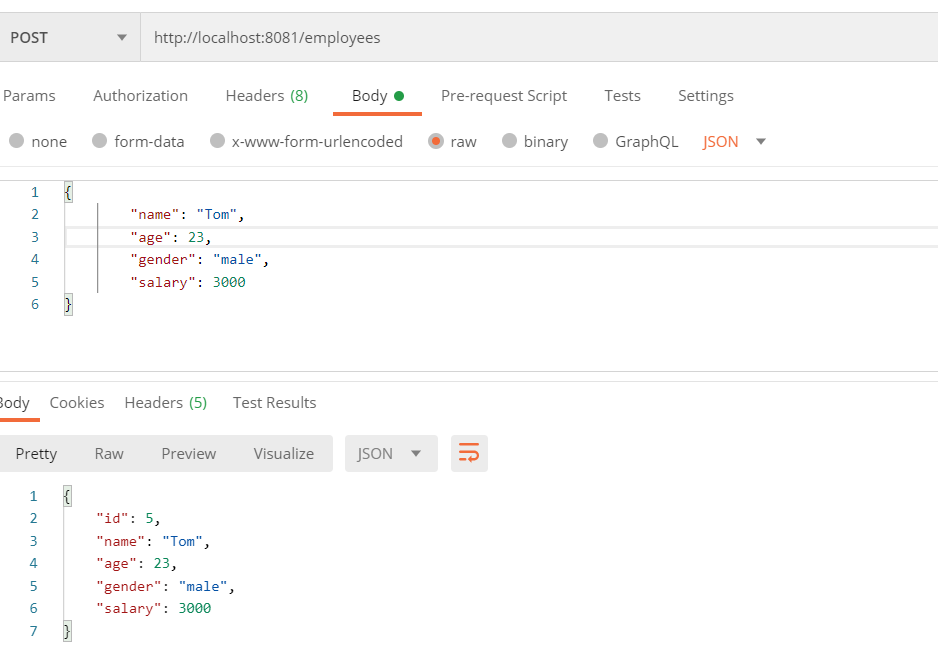 POST http://localhost:8081/employees
Params Authorization Headers (8) Body Pre-request Script Tests Settings
none form-data x-www-form-urlencoded raw binary GraphQL JSON
1 {
2 "name": "Tom",
3 "age": 23,
4 "gender": "male",
5 "salary": 3000
6 }
Body Cookies Headers (5) Test Results
Pretty Raw Preview Visualize JSON
1 {
2 "id": 5,
3 "name": "Tom",
4 "age": 23,
5 "gender": "male",
6 "salary": 3000
7 }